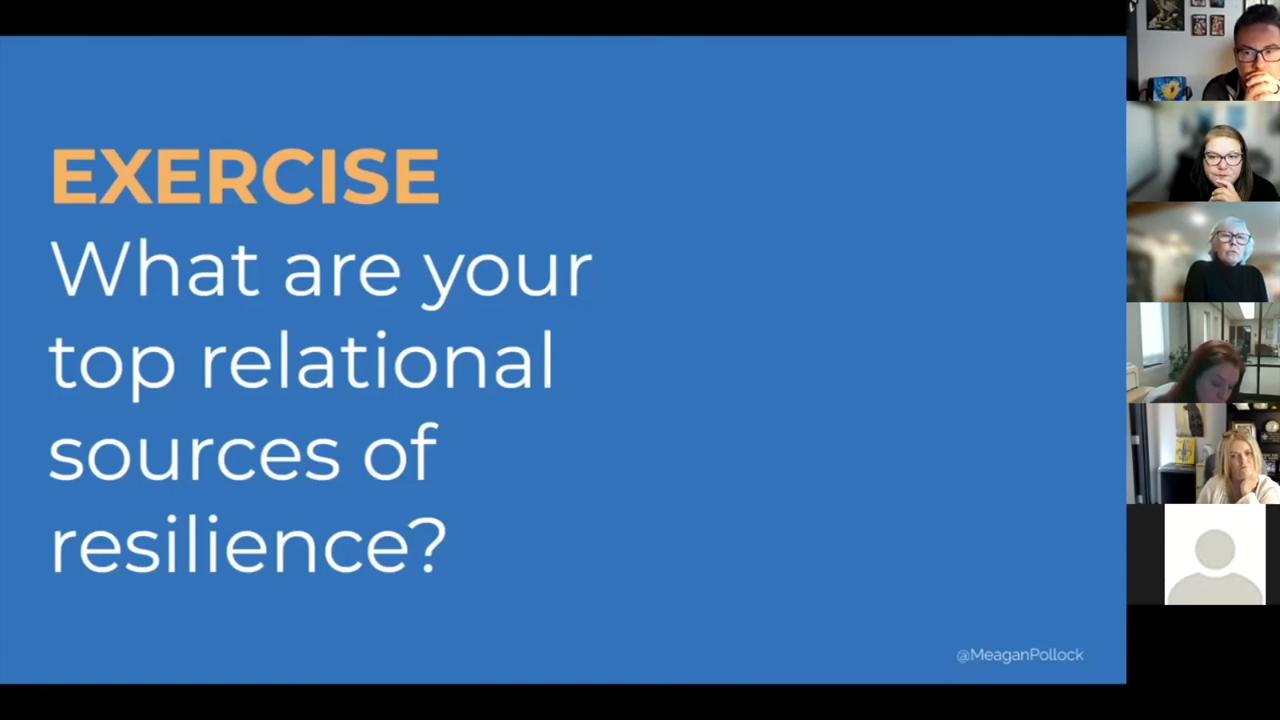 EXERCISE
What are your
top relational
sources of
resilience?
@MeaganPollock